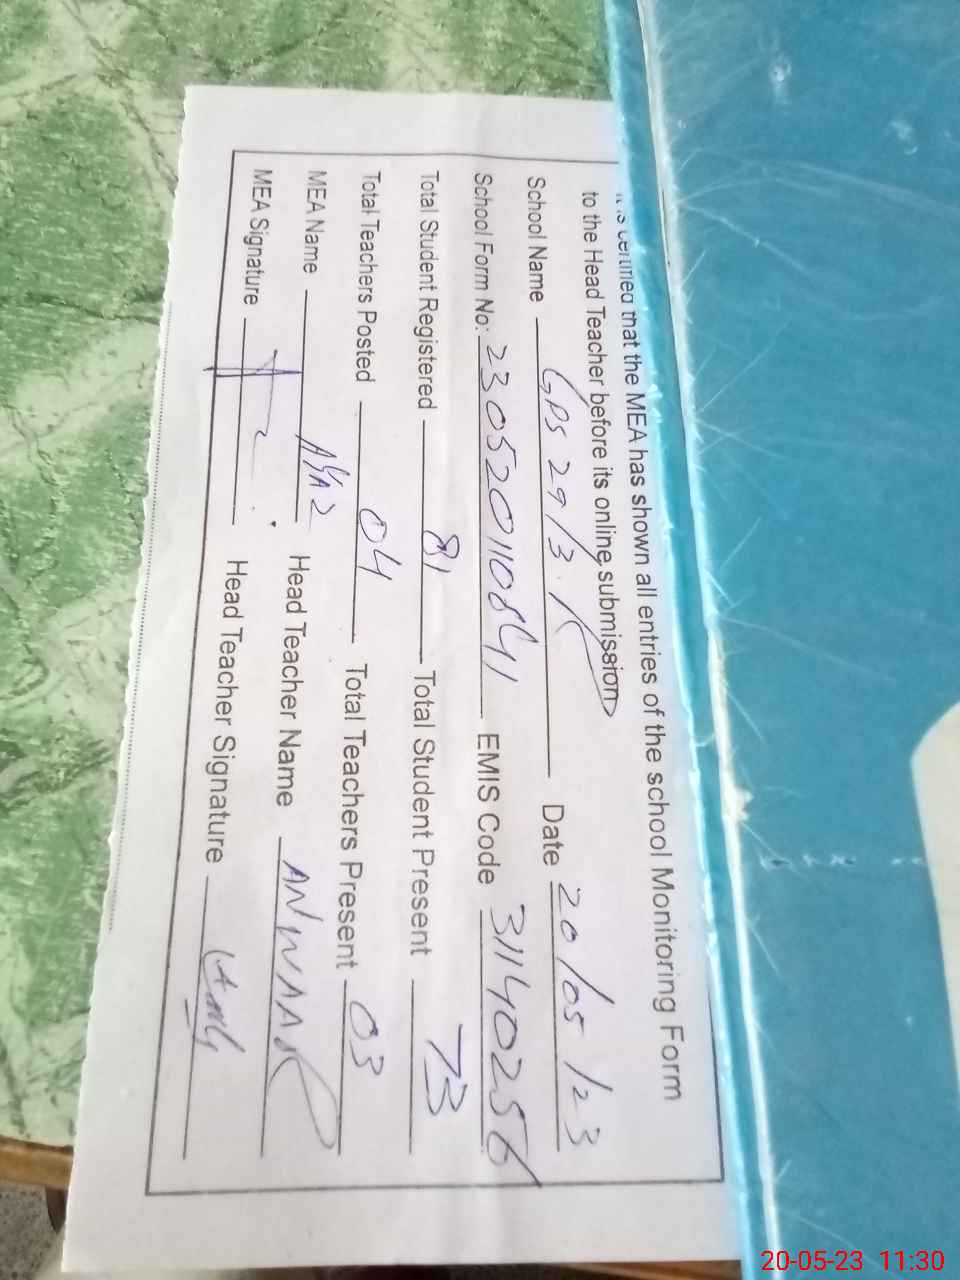 It is certified that the MEA has shown all entries of the school Monitoring Form
to the Head Teacher before its online submission
School Name GPS 29/3.R Date 20/05/23
School Form No: 230520110841 EMIS Code 31140256
Total Student Registered 81 Total Student Present 73
Total Teachers Posted 04 Total Teachers Present 03
MEA Name AYAZ Head Teacher Name ANWAR
MEA Signature Head Teacher Signature
20-05-23 11:30